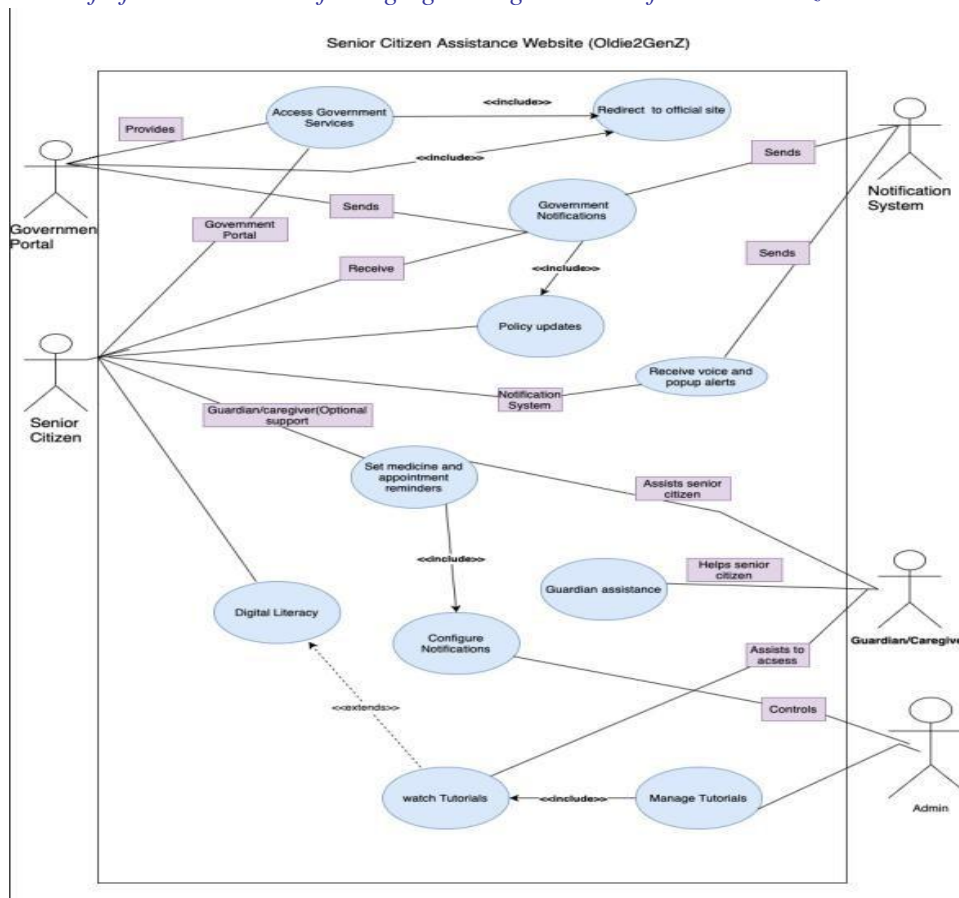 Senior Citizen Assistance Website (Oldie2GenZ)
Access Government
Services
<<include>>
Redirect to official site
Provides
<<include>>
Sends
Governmen
Portal
Notification
System
Sends
Government
Notifications
Government
Portal
Receive
Sends
<<include>>
Policy updates
Receive voice and
popup alerts
Notification
System
Senior
Citizen
Guardian/caregiver(Optional
support
Set medicine and
appointment
reminders
Assists senior
citizen
<<include>>
Helps senior
citizen
Guardian assistance
Digital Literacy
Configure
Notifications
Guardian/Caregive
Assists to
acsess
<<extends>>
Controls
watch Tutorials
<<include>>
Manage Tutorials
Admin